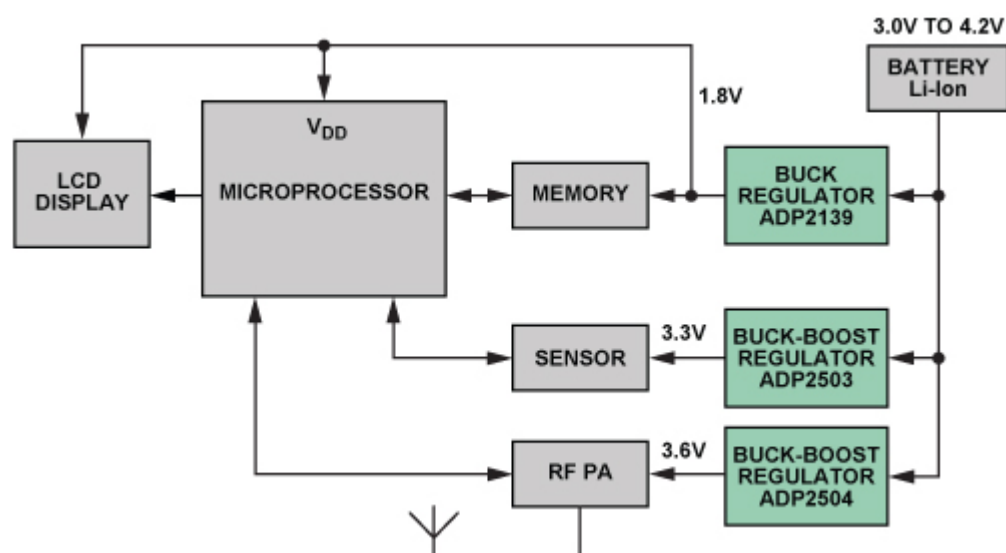 3.0V TO 4.2V
BATTERY
Li-Ion
1.8V
VDD
MICROPROCESSOR
LCD
DISPLAY
MEMORY
BUCK
REGULATOR
ADP2139
SENSOR
3.3V
BUCK-BOOST
REGULATOR
ADP2503
RF PA
3.6V
BUCK-BOOST
REGULATOR
ADP2504